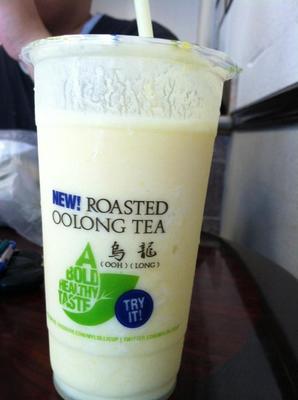 NEW! ROASTED
OOLONG TEA
烏 龍
(OOH) (LONG)
A
BOLD
HEALTHY
TASTE
TRY
IT!